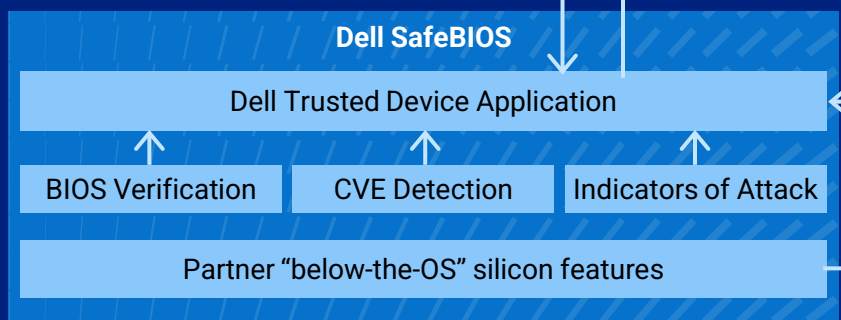 Dell SafeBIOS
Dell Trusted Device Application
BIOS Verification
CVE Detection
Indicators of Attack
Partner “below-the-OS” silicon features